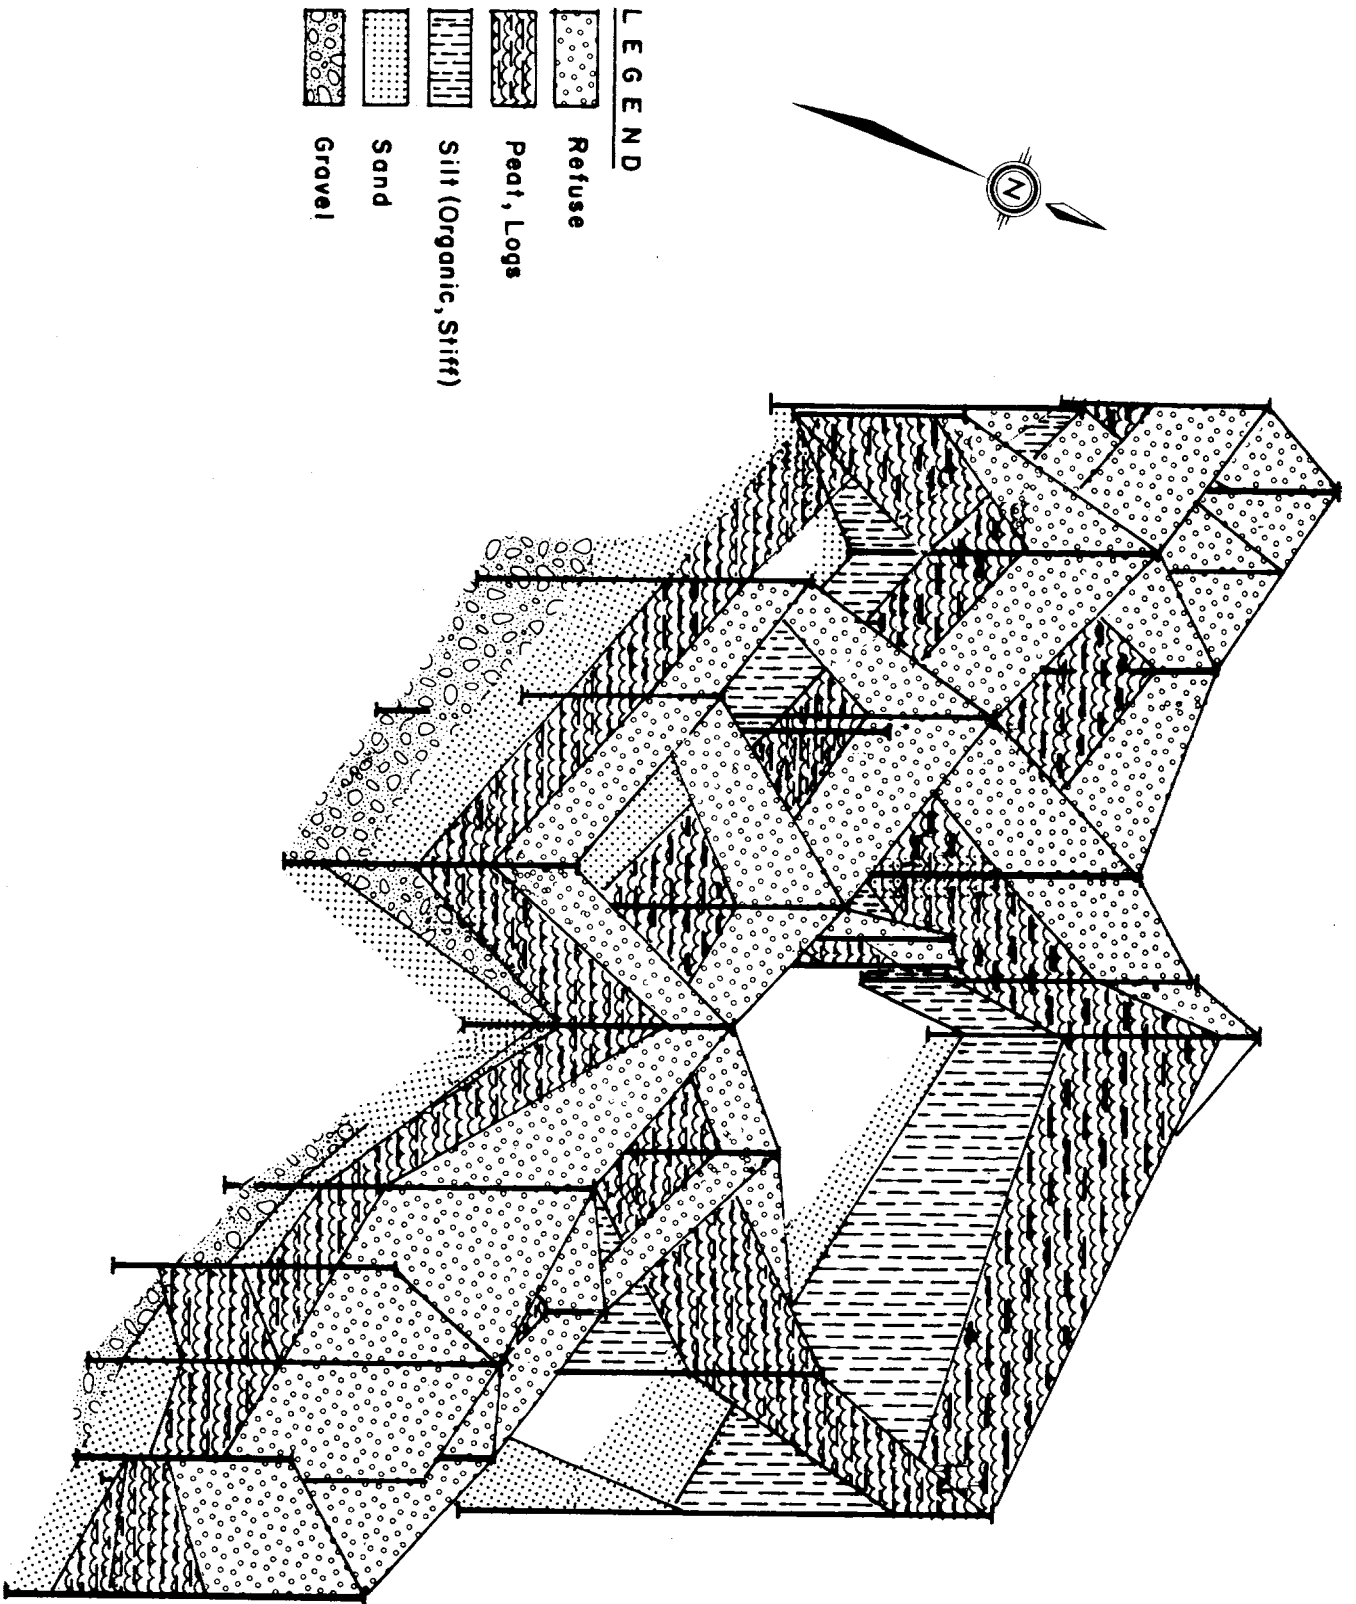 LEGEND
Refuse
Peat, Logs
Silt (Organic, Stiff)
Sand
Gravel
N